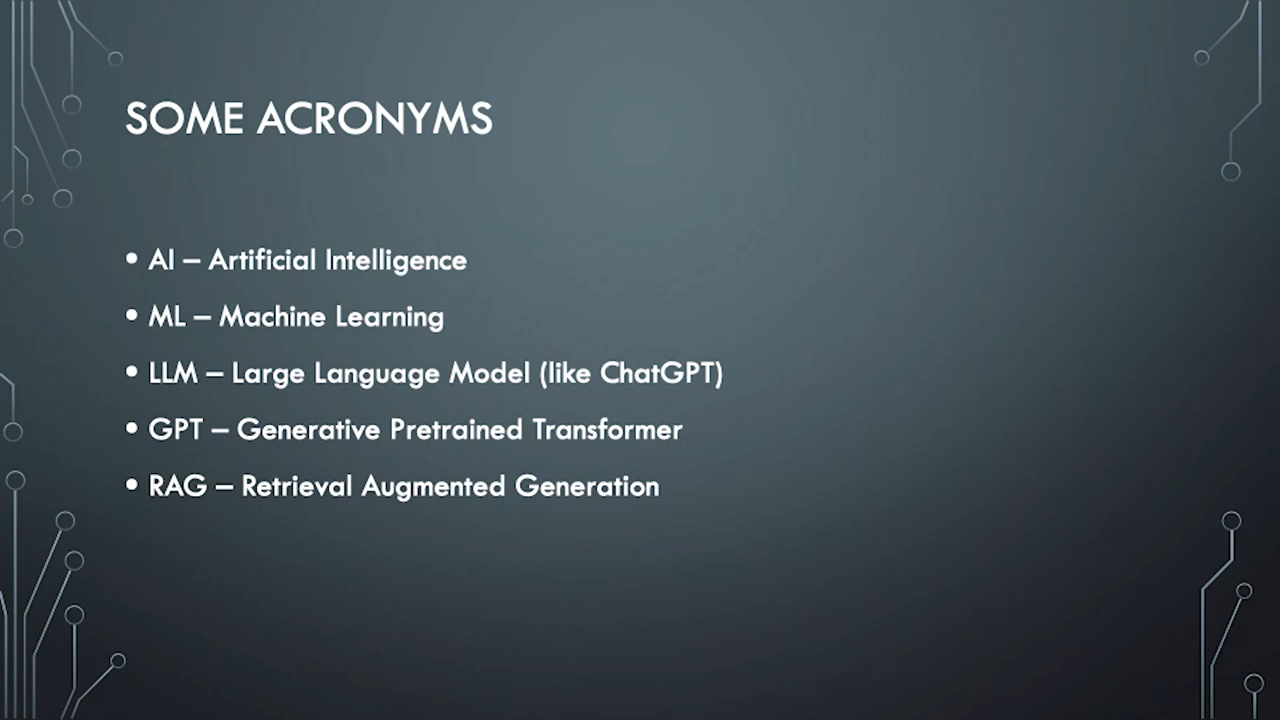 SOME ACRONYMS
• AI – Artificial Intelligence
• ML – Machine Learning
• LLM – Large Language Model (like ChatGPT)
• GPT – Generative Pretrained Transformer
• RAG – Retrieval Augmented Generation